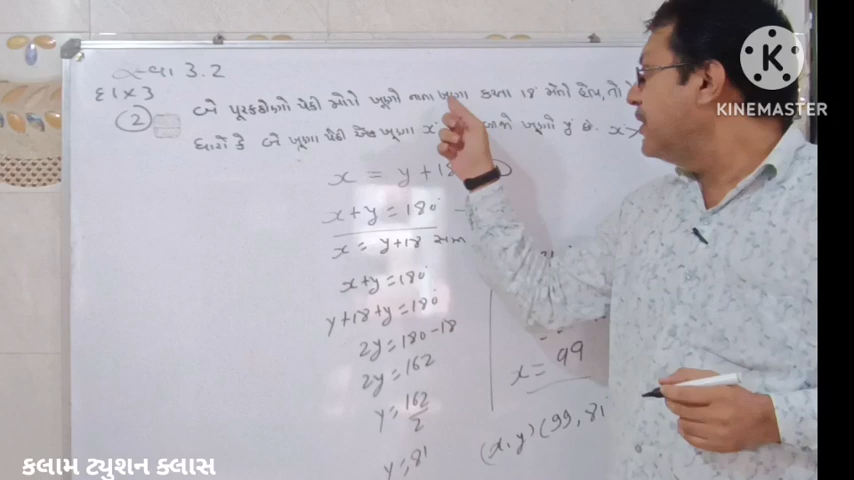 સ્વા 3.2
દાખ 3
② બે પૂરકકોણો પૈકી મોટો ખૂણો નાના ખૂણા કરતા 18 મોટો હોય, તો
ધારો કે બે ખૂણા પૈકી એક ખૂણા x ખૂણો y છે. x>
x = y+18
x+y=180°
x = y+18
x+y=180°
y+18+y=180°
2y=180-18
2y=162
y=162/2
y=81
x = 99
(x,y)(99,81
KINEMASTER
કલામ ટ્યુશન ક્લાસ